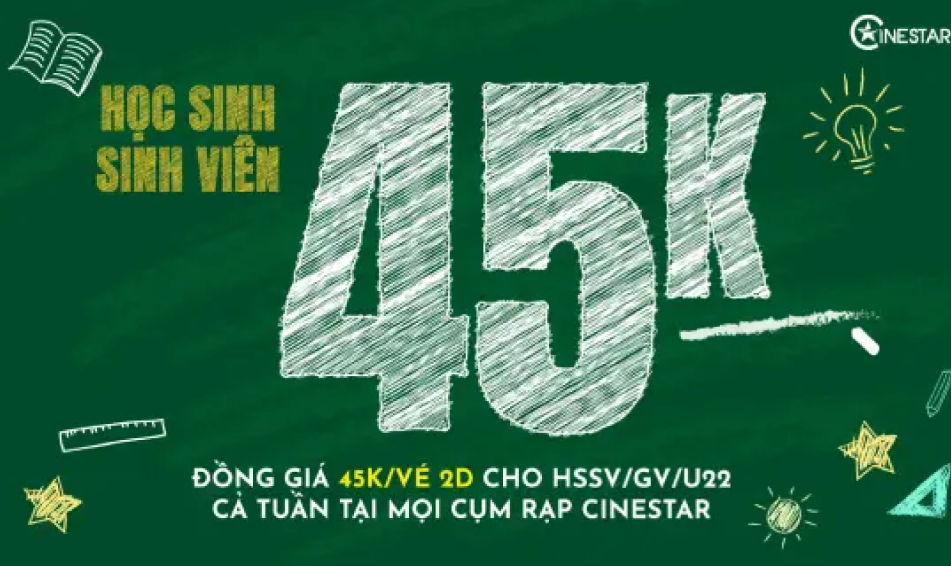 CINESTAR
HỌC SINH
SINH VIÊN
45K
ĐỒNG GIÁ 45K/VÉ 2D CHO HSSV/GV/U22
CẢ TUẦN TẠI MỌI CỤM RẠP CINESTAR